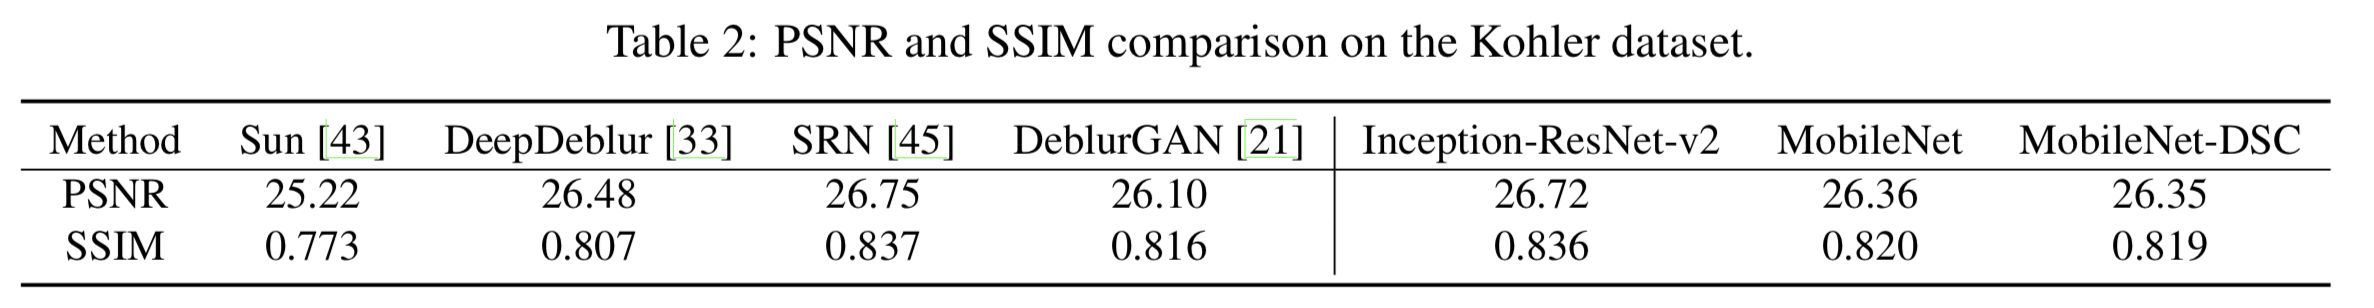 Table 2: PSNR and SSIM comparison on the Kohler dataset.
Method Sun [43] DeepDeblur [33] SRN [45] DeblurGAN [21] Inception-ResNet-v2 MobileNet MobileNet-DSC
PSNR 25.22 26.48 26.75 26.10 26.72 26.36 26.35
SSIM 0.773 0.807 0.837 0.816 0.836 0.820 0.819